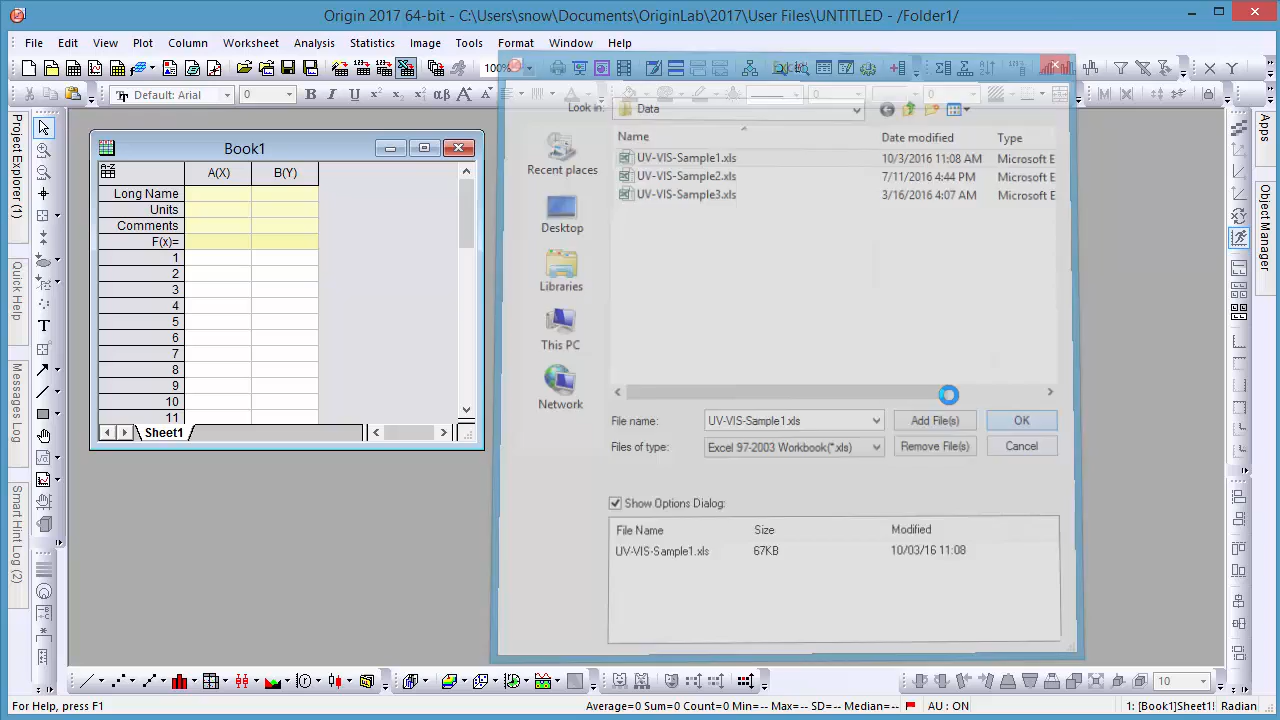 Origin 2017 64-bit - C:\Users\snow\Documents\OriginLab\2017\User Files\UNTITLED - /Folder1/
File Edit View Plot Column Worksheet Analysis Statistics Image Tools Format Window Help
100%
Default: Arial 0
B I U
0
Project Explorer (1)
Quick Help
Messages Log
Smart Hint Log (2)
Apps
Object Manager
Book1
A(X) B(Y)
Long Name
Units
Comments
F(x)=
1
2
3
4
5
6
7
8
9
10
11
Sheet1
Look in: Data
Name Date modified Type
UV-VIS-Sample1.xls 10/3/2016 11:08 AM Microsoft E
UV-VIS-Sample2.xls 7/11/2016 4:44 PM Microsoft E
UV-VIS-Sample3.xls 3/16/2016 4:07 AM Microsoft E
Recent places
Desktop
Libraries
This PC
Network
File name: UV-VIS-Sample1.xls Add File(s) OK
Files of type: Excel 97-2003 Workbook(*.xls) Remove File(s) Cancel
Show Options Dialog:
File Name Size Modified
UV-VIS-Sample1.xls 67KB 10/03/16 11:08
10
For Help, press F1 Average=0 Sum=0 Count=0 Min=-- Max=-- SD=-- Median=-- AU : ON 1: [Book1]Sheet1! Radian